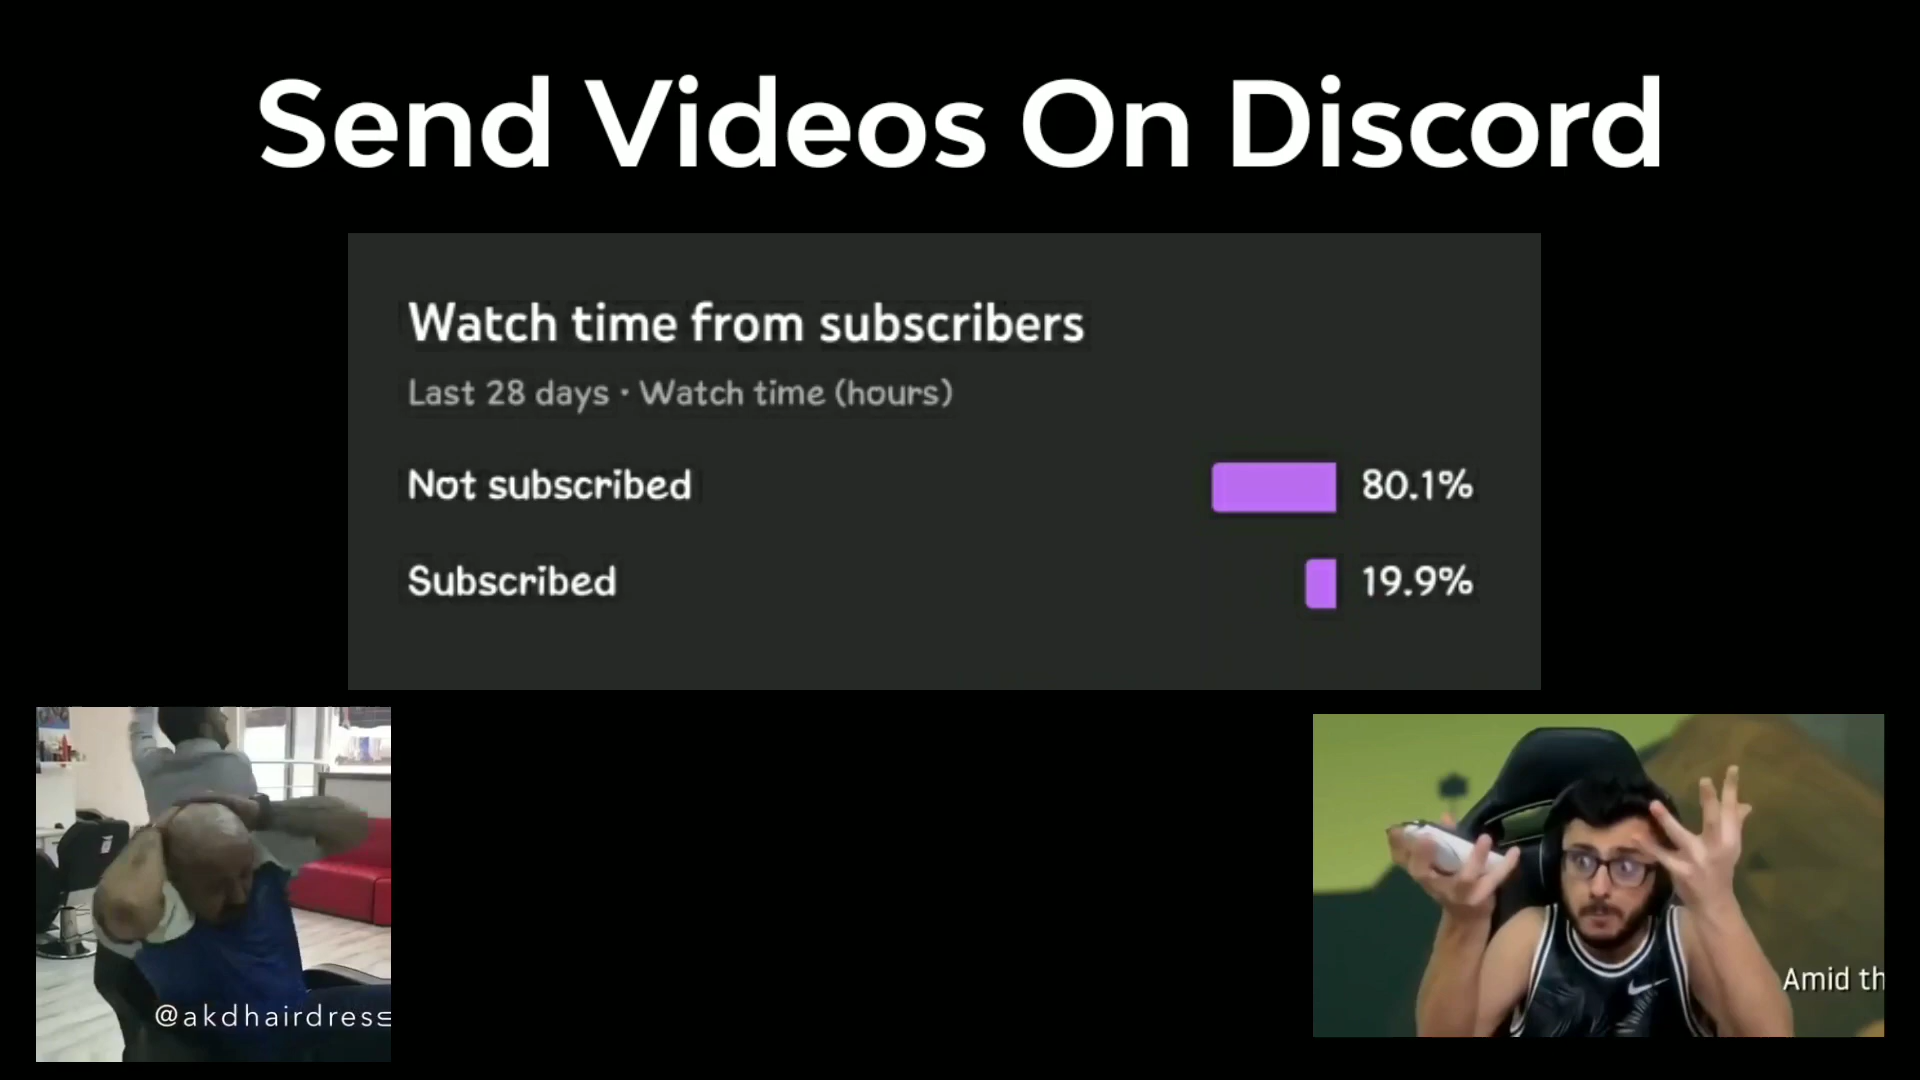 Send Videos On Discord
Watch time from subscribers
Last 28 days · Watch time (hours)
Not subscribed 80.1%
Subscribed 19.9%
@akdhairdress
Amid th